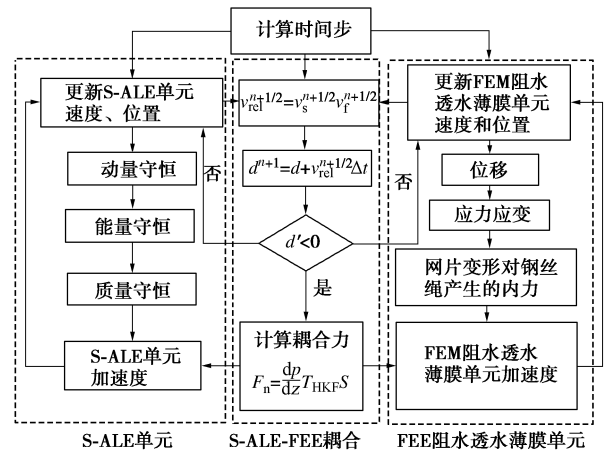 计算时间步
更新S-ALE单元
速度、位置
动量守恒
能量守恒
质量守恒
S-ALE单元
加速度
否
S-ALE单元
v_rel^{n+1/2}=v_s^{n+1/2}v_f^{n+1/2}
d^{n+1}=d+v_rel^{n+1/2}Δt
d′<0
是
计算耦合力
F_n=dp/dz T_HKF S
S-ALE-FEE耦合
更新FEM阻水
透水薄膜单元
速度和位置
否
位移
应力应变
网片变形对钢丝
绳产生的内力
FEM阻水透水
薄膜单元加速度
FEE阻水透水薄膜单元